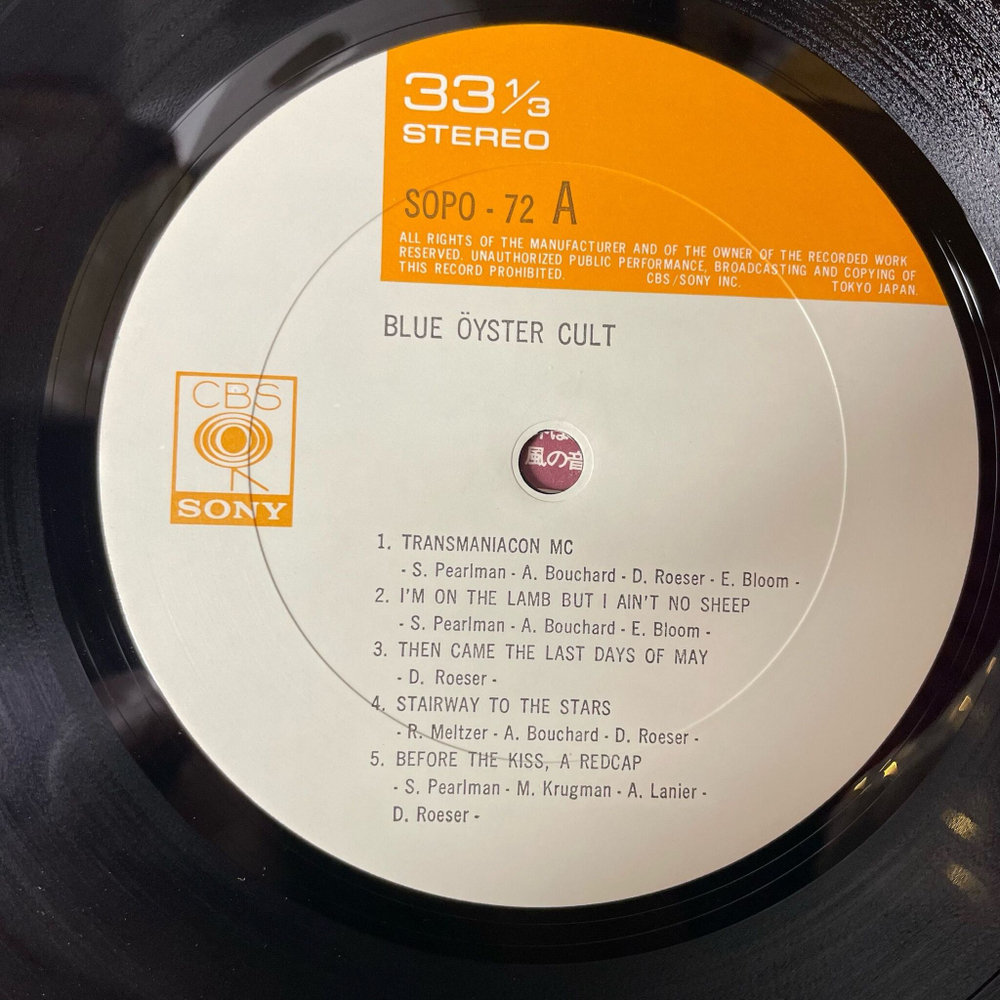 33 1/3
STEREO
SOPO - 72 A
ALL RIGHTS OF THE MANUFACTURER AND OF THE OWNER OF THE RECORDED WORK
RESERVED. UNAUTHORIZED PUBLIC PERFORMANCE, BROADCASTING AND COPYING OF
THIS RECORD PROHIBITED. CBS/SONY INC. TOKYO JAPAN.
BLUE ÖYSTER CULT
CBS
SONY
風の音
1. TRANSMANIACON MC
- S. Pearlman - A. Bouchard - D. Roeser - E. Bloom -
2. I'M ON THE LAMB BUT I AIN'T NO SHEEP
- S. Pearlman - A. Bouchard - E. Bloom -
3. THEN CAME THE LAST DAYS OF MAY
- D. Roeser -
4. STAIRWAY TO THE STARS
- R. Meltzer - A. Bouchard - D. Roeser -
5. BEFORE THE KISS, A REDCAP
- S. Pearlman - M. Krugman - A. Lanier -
D. Roeser -